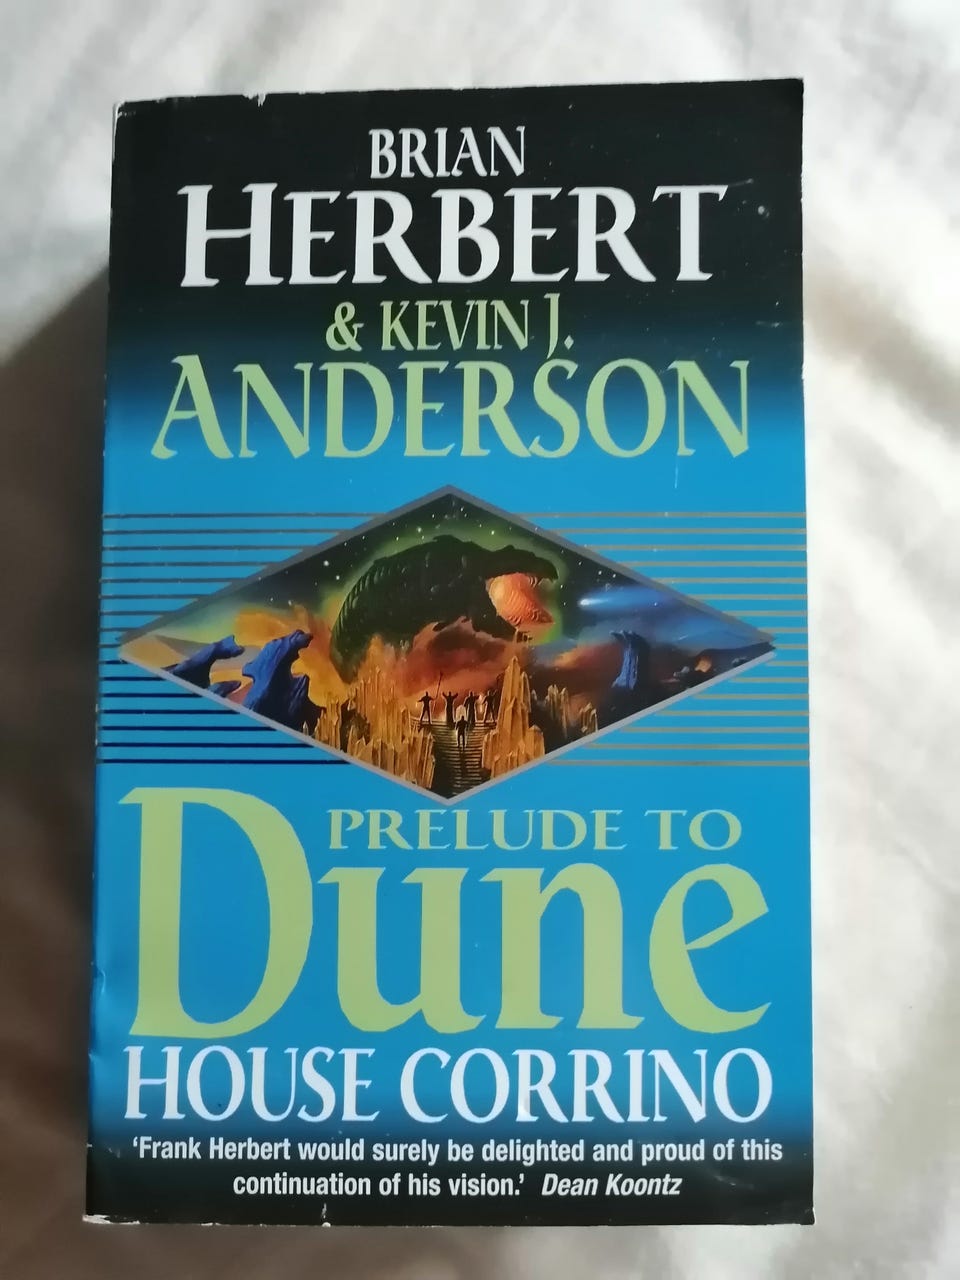 BRIAN
HERBERT
& KEVIN J.
ANDERSON
PRELUDE TO
Dune
HOUSE CORRINO
‘Frank Herbert would surely be delighted and proud of this
continuation of his vision.’ Dean Koontz